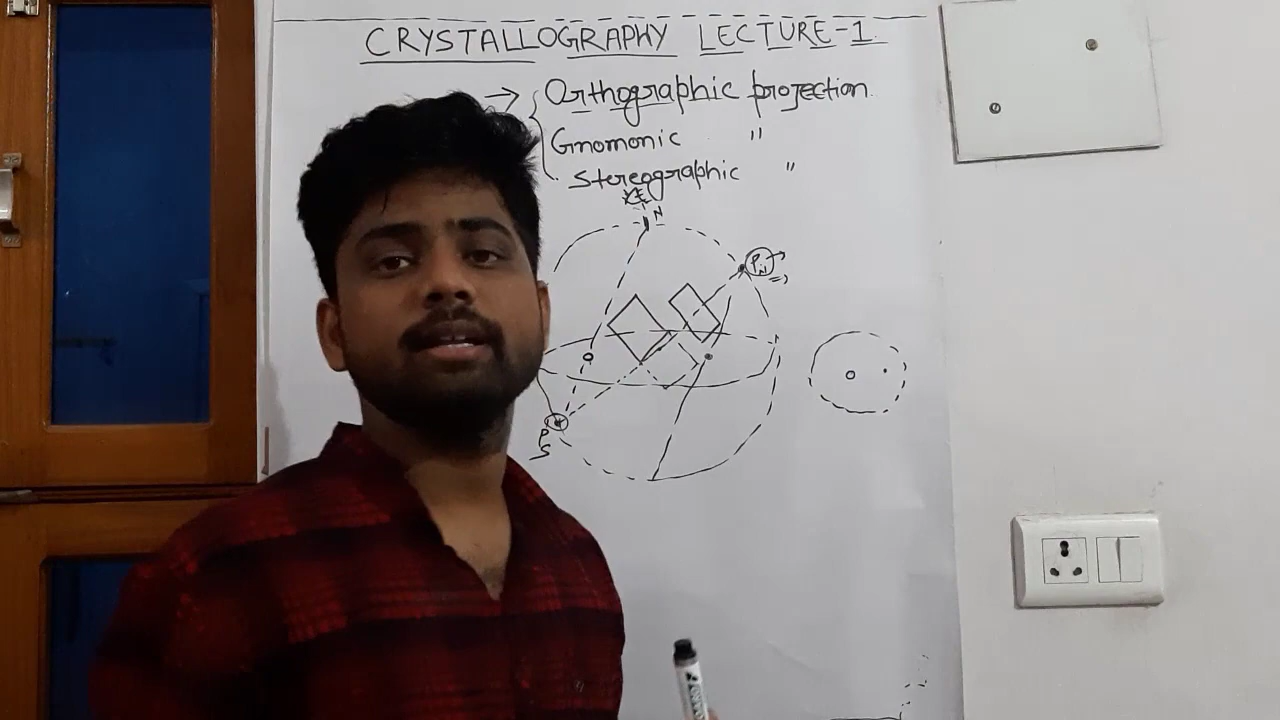 CRYSTALLOGRAPHY LECTURE-1.
→ Orthographic projection.
Gnomonic "
Stereographic "
N
P
S